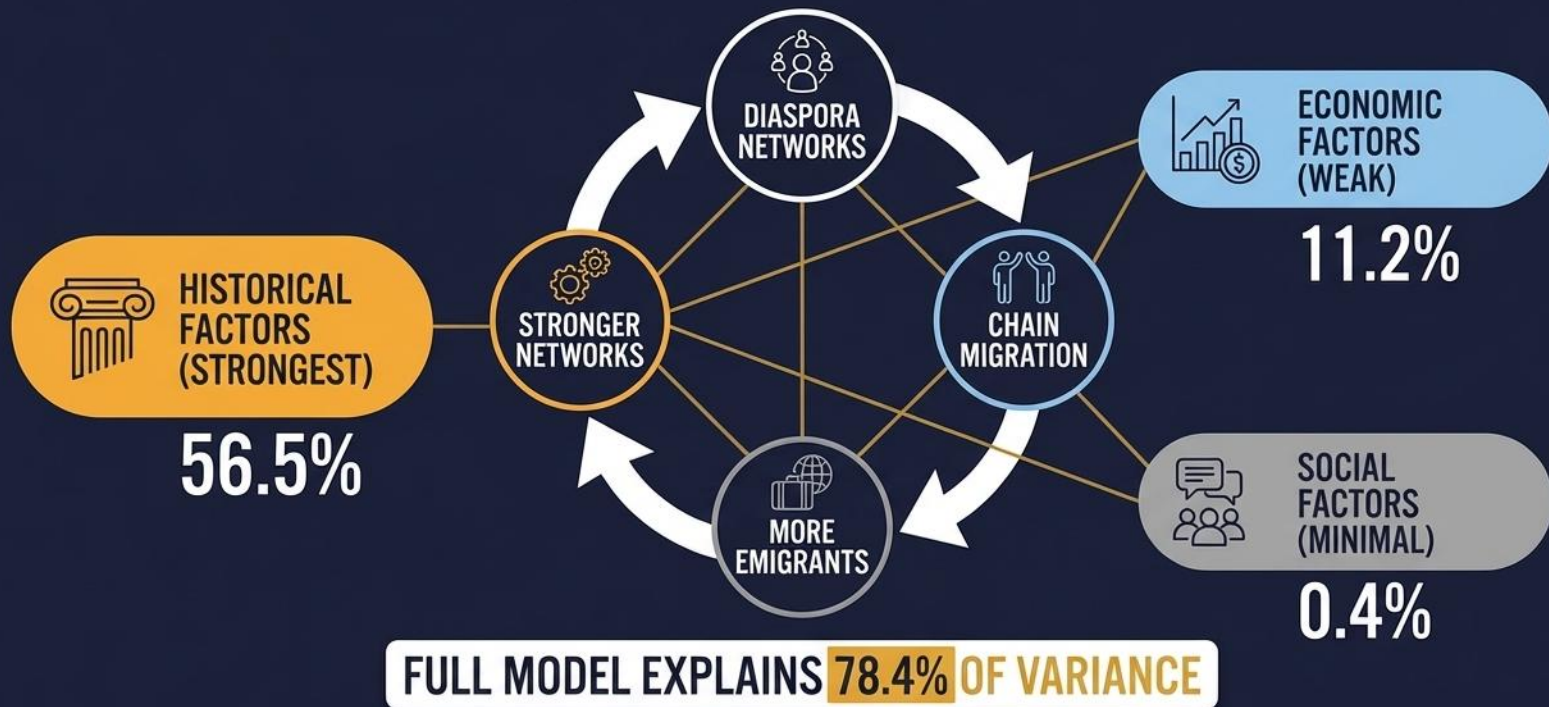 DIASPORA
NETWORKS
ECONOMIC
FACTORS
(WEAK)
$
11.2%
HISTORICAL
FACTORS
(STRONGEST)
56.5%
STRONGER
NETWORKS
CHAIN
MIGRATION
MORE
EMIGRANTS
SOCIAL
FACTORS
(MINIMAL)
0.4%
FULL MODEL EXPLAINS 78.4% OF VARIANCE